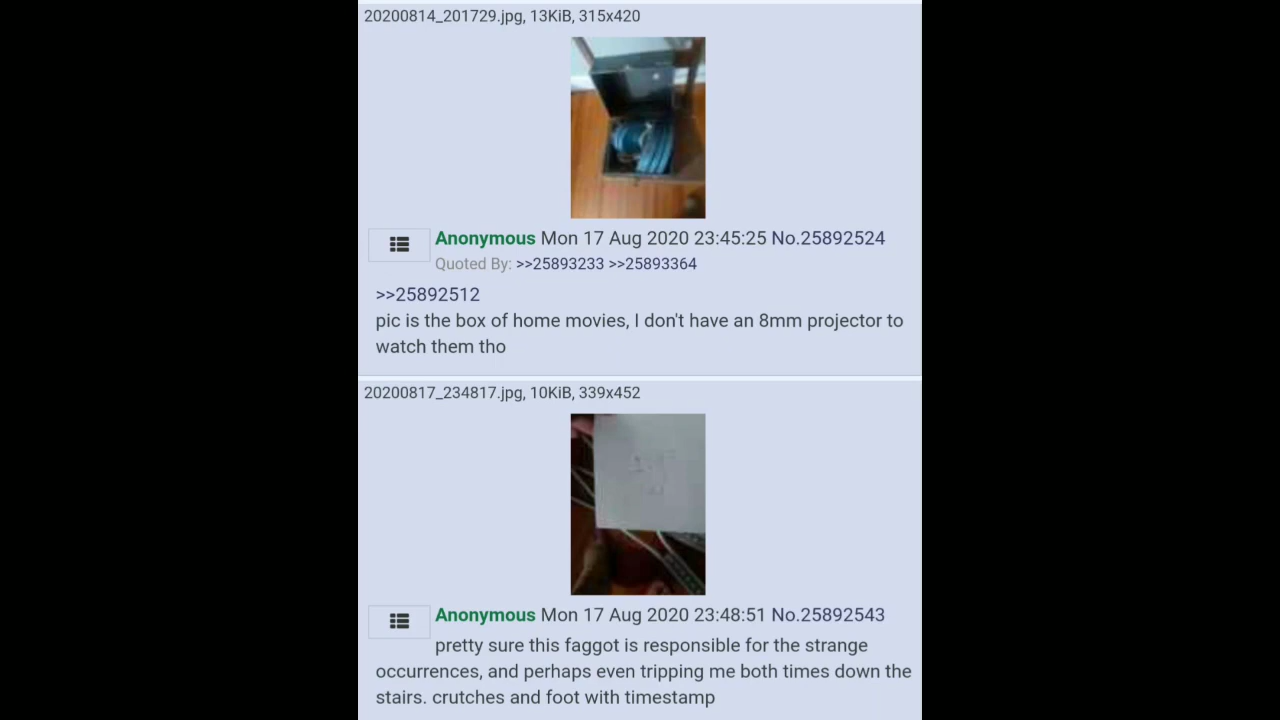 20200814_201729.jpg, 13KiB, 315x420
Anonymous Mon 17 Aug 2020 23:45:25 No.25892524
Quoted By: >>25893233 >>25893364
>>25892512
pic is the box of home movies, I don't have an 8mm projector to
watch them tho
20200817_234817.jpg, 10KiB, 339x452
Anonymous Mon 17 Aug 2020 23:48:51 No.25892543
pretty sure this faggot is responsible for the strange
occurrences, and perhaps even tripping me both times down the
stairs. crutches and foot with timestamp